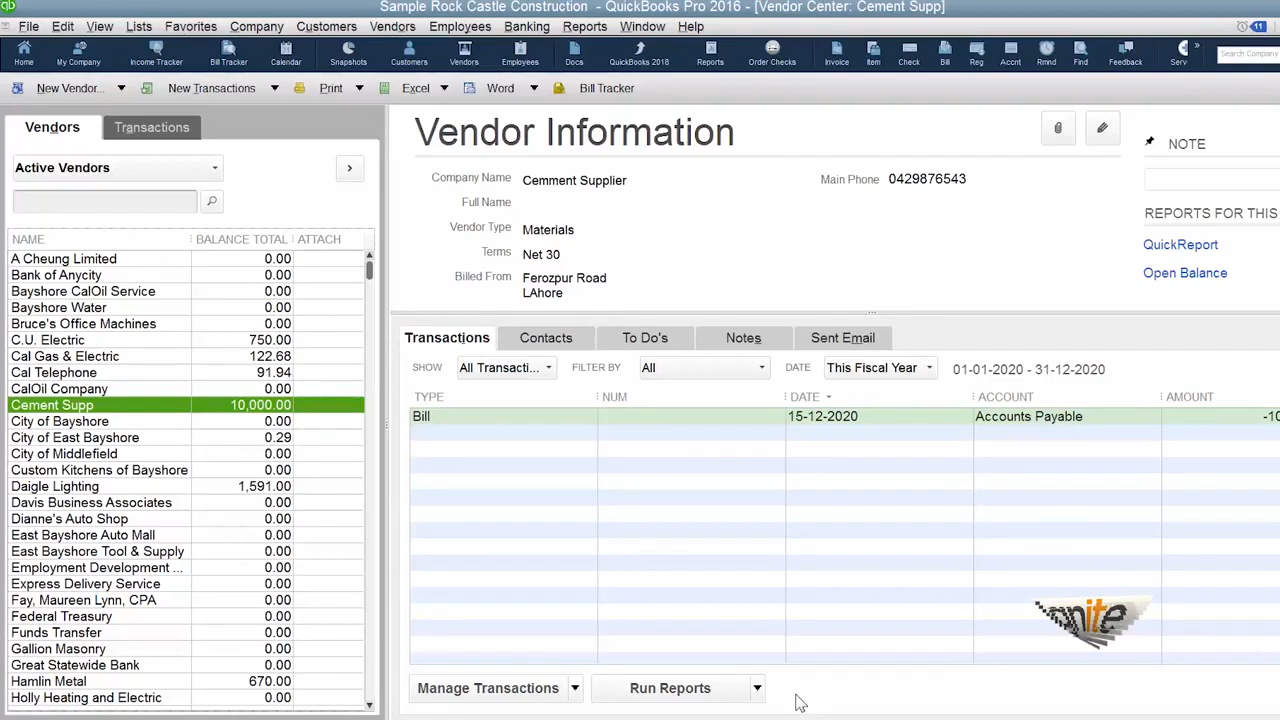 Sample Rock Castle Construction - QuickBooks Pro 2016 - [Vendor Center: Cement Supp]
qb
File Edit View Lists Favorites Company Customers Vendors Employees Banking Reports Window Help 11
Home My Company Income Tracker Bill Tracker Calendar Snapshots Customers Vendors Employees Docs QuickBooks 2018 Reports Order Checks Invoice Item Check Bill Reg Accnt Rmnd Find Feedback Serv » Search Company
New Vendor... New Transactions Print Excel Word Bill Tracker
Vendors Transactions
Active Vendors
NAME BALANCE TOTAL ATTACH
A Cheung Limited 0.00
Bank of Anycity 0.00
Bayshore CalOil Service 0.00
Bayshore Water 0.00
Bruce's Office Machines 0.00
C.U. Electric 750.00
Cal Gas & Electric 122.68
Cal Telephone 91.94
CalOil Company 0.00
Cement Supp 10,000.00
City of Bayshore 0.00
City of East Bayshore 0.29
City of Middlefield 0.00
Custom Kitchens of Bayshore 0.00
Daigle Lighting 1,591.00
Davis Business Associates 0.00
Dianne's Auto Shop 0.00
East Bayshore Auto Mall 0.00
East Bayshore Tool & Supply 0.00
Employment Development ... 0.00
Express Delivery Service 0.00
Fay, Maureen Lynn, CPA 0.00
Federal Treasury 0.00
Funds Transfer 0.00
Gallion Masonry 0.00
Great Statewide Bank 0.00
Hamlin Metal 670.00
Holly Heating and Electric 0.00
Vendor Information
Company Name Cemment Supplier
Full Name
Vendor Type Materials
Terms Net 30
Billed From Ferozpur Road
LAhore
Main Phone 0429876543
NOTE
REPORTS FOR THIS
QuickReport
Open Balance
Transactions Contacts To Do's Notes Sent Email
SHOW All Transacti... FILTER BY All DATE This Fiscal Year 01-01-2020 - 31-12-2020
TYPE NUM DATE ACCOUNT AMOUNT
Bill 15-12-2020 Accounts Payable -10
Manage Transactions Run Reports